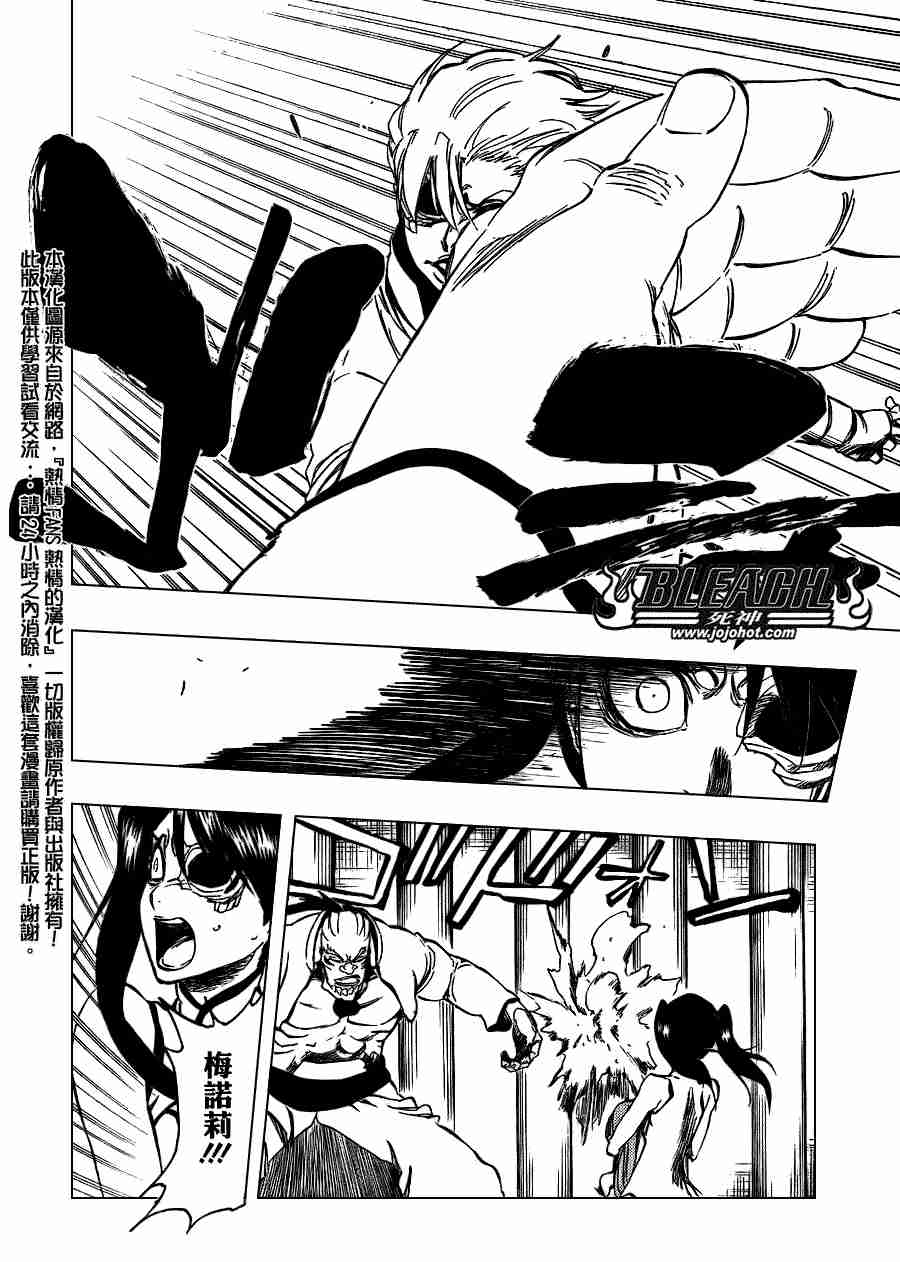 本漢化圖源來自於網路，『熱情FANS熱情的漢化』一切版權歸原作者與出版社擁有！
此版本僅供學習試看交流…請24小時之內消除，喜歡這套漫畫請購買正版！謝謝。
BLEACH
死神
www.jojohot.com
梅諾莉!!!